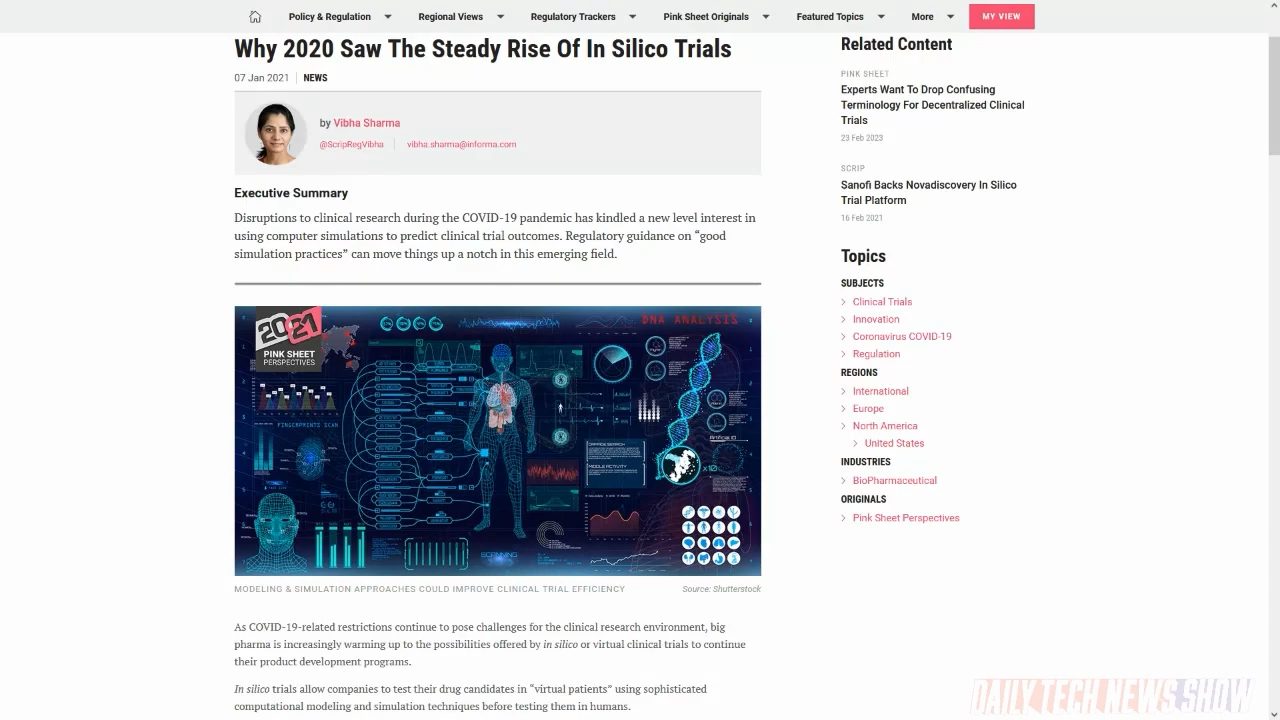 Policy & Regulation
Regional Views
Regulatory Trackers
Pink Sheet Originals
Featured Topics
More
MY VIEW
Why 2020 Saw The Steady Rise Of In Silico Trials
07 Jan 2021
NEWS
by Vibha Sharma
@ScripRegVibha
vibha.sharma@informa.com
Executive Summary
Disruptions to clinical research during the COVID-19 pandemic has kindled a new level interest in
using computer simulations to predict clinical trial outcomes. Regulatory guidance on “good
simulation practices” can move things up a notch in this emerging field.
2021
PINK SHEET
PERSPECTIVES
DNA ANALYSIS
FINGERPRINTS SCAN
MODELING & SIMULATION APPROACHES COULD IMPROVE CLINICAL TRIAL EFFICIENCY
Source: Shutterstock
As COVID-19-related restrictions continue to pose challenges for the clinical research environment, big
pharma is increasingly warming up to the possibilities offered by in silico or virtual clinical trials to continue
their product development programs.
In silico trials allow companies to test their drug candidates in “virtual patients” using sophisticated
computational modeling and simulation techniques before testing them in humans.
Related Content
PINK SHEET
Experts Want To Drop Confusing
Terminology For Decentralized Clinical
Trials
23 Feb 2023
SCRIP
Sanofi Backs Novadiscovery In Silico
Trial Platform
16 Feb 2021
Topics
SUBJECTS
Clinical Trials
Innovation
Coronavirus COVID-19
Regulation
REGIONS
International
Europe
North America
United States
INDUSTRIES
BioPharmaceutical
ORIGINALS
Pink Sheet Perspectives
DAILY TECH NEWS SHOW